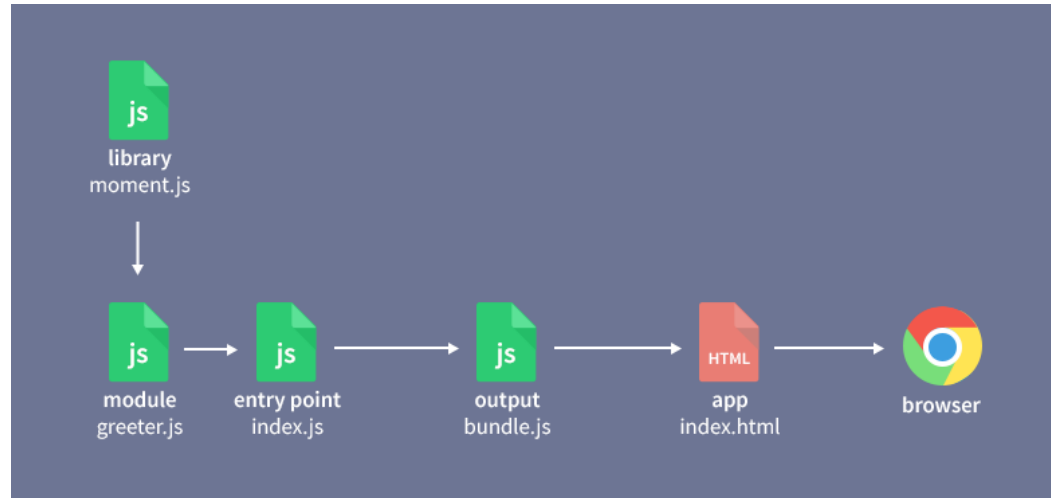 js
library
moment.js
js
module
greeter.js
js
entry point
index.js
js
output
bundle.js
HTML
app
index.html
browser